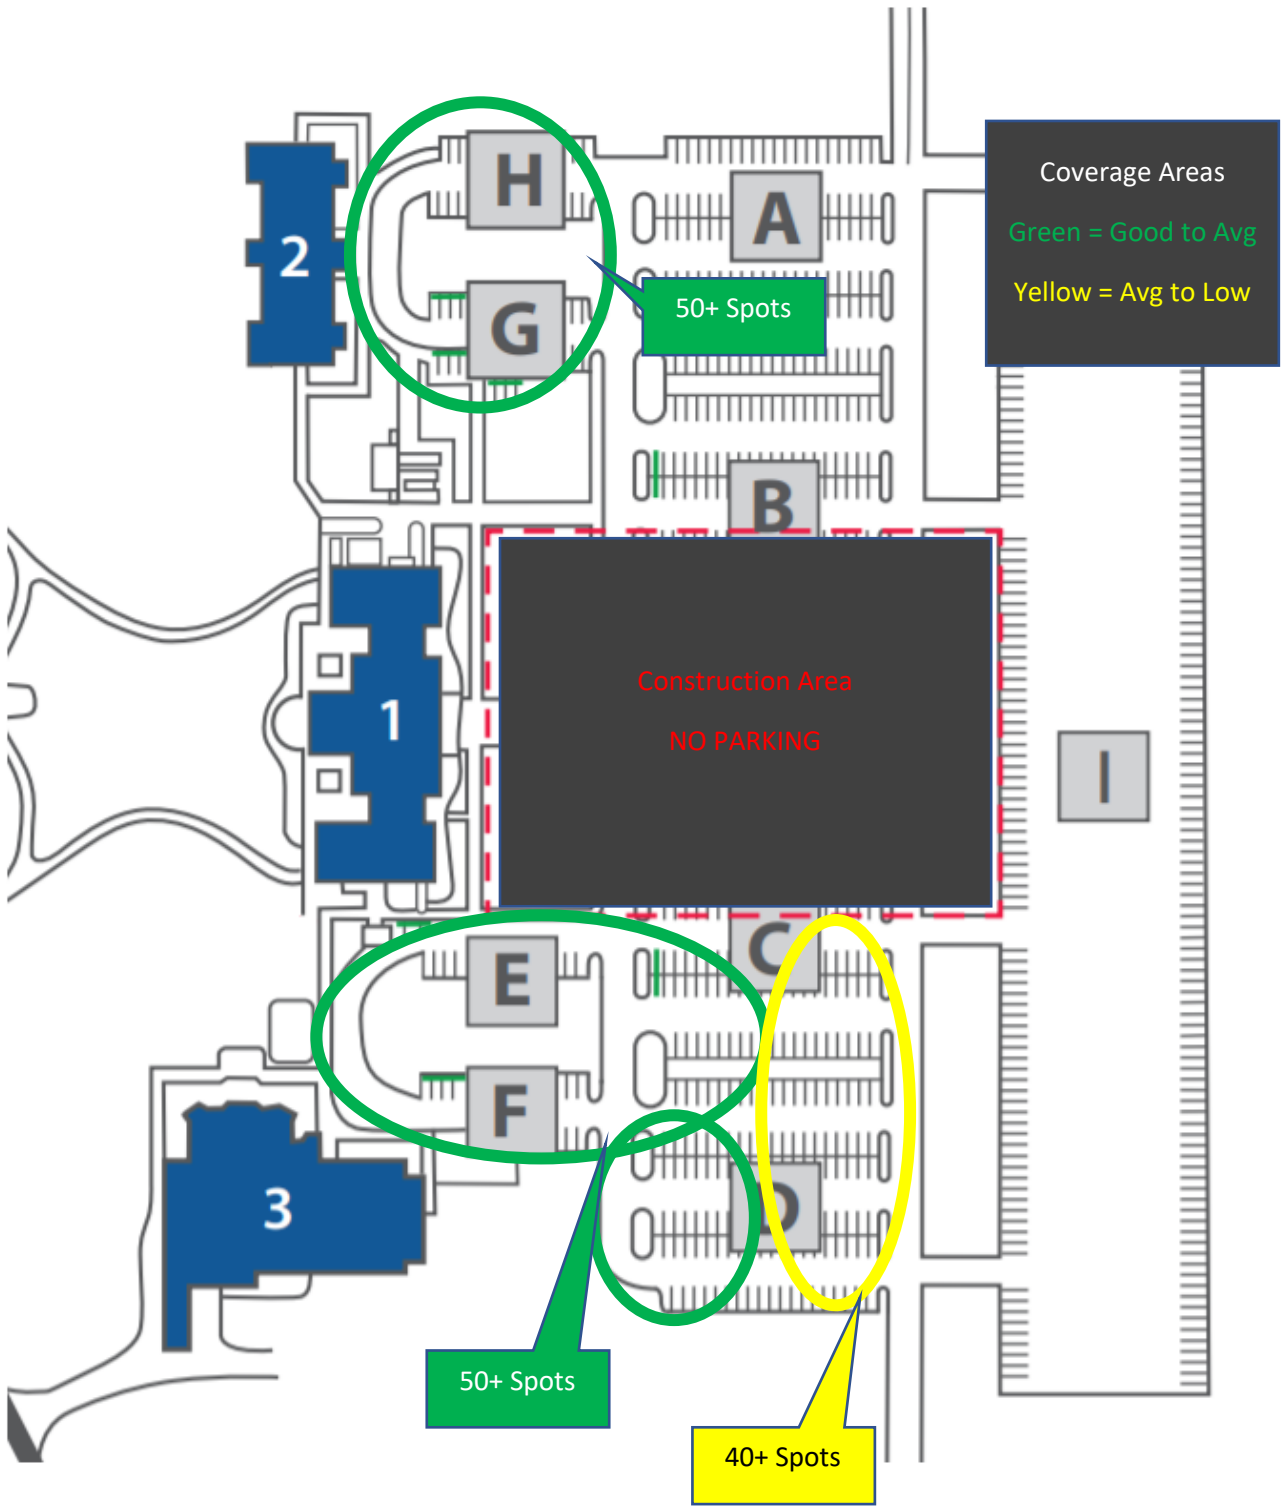 H
A
Coverage Areas
Green = Good to Avg
Yellow = Avg to Low
2
50+ Spots
G
B
Construction Area
NO PARKING
1
I
C
E
F
3
D
50+ Spots
40+ Spots